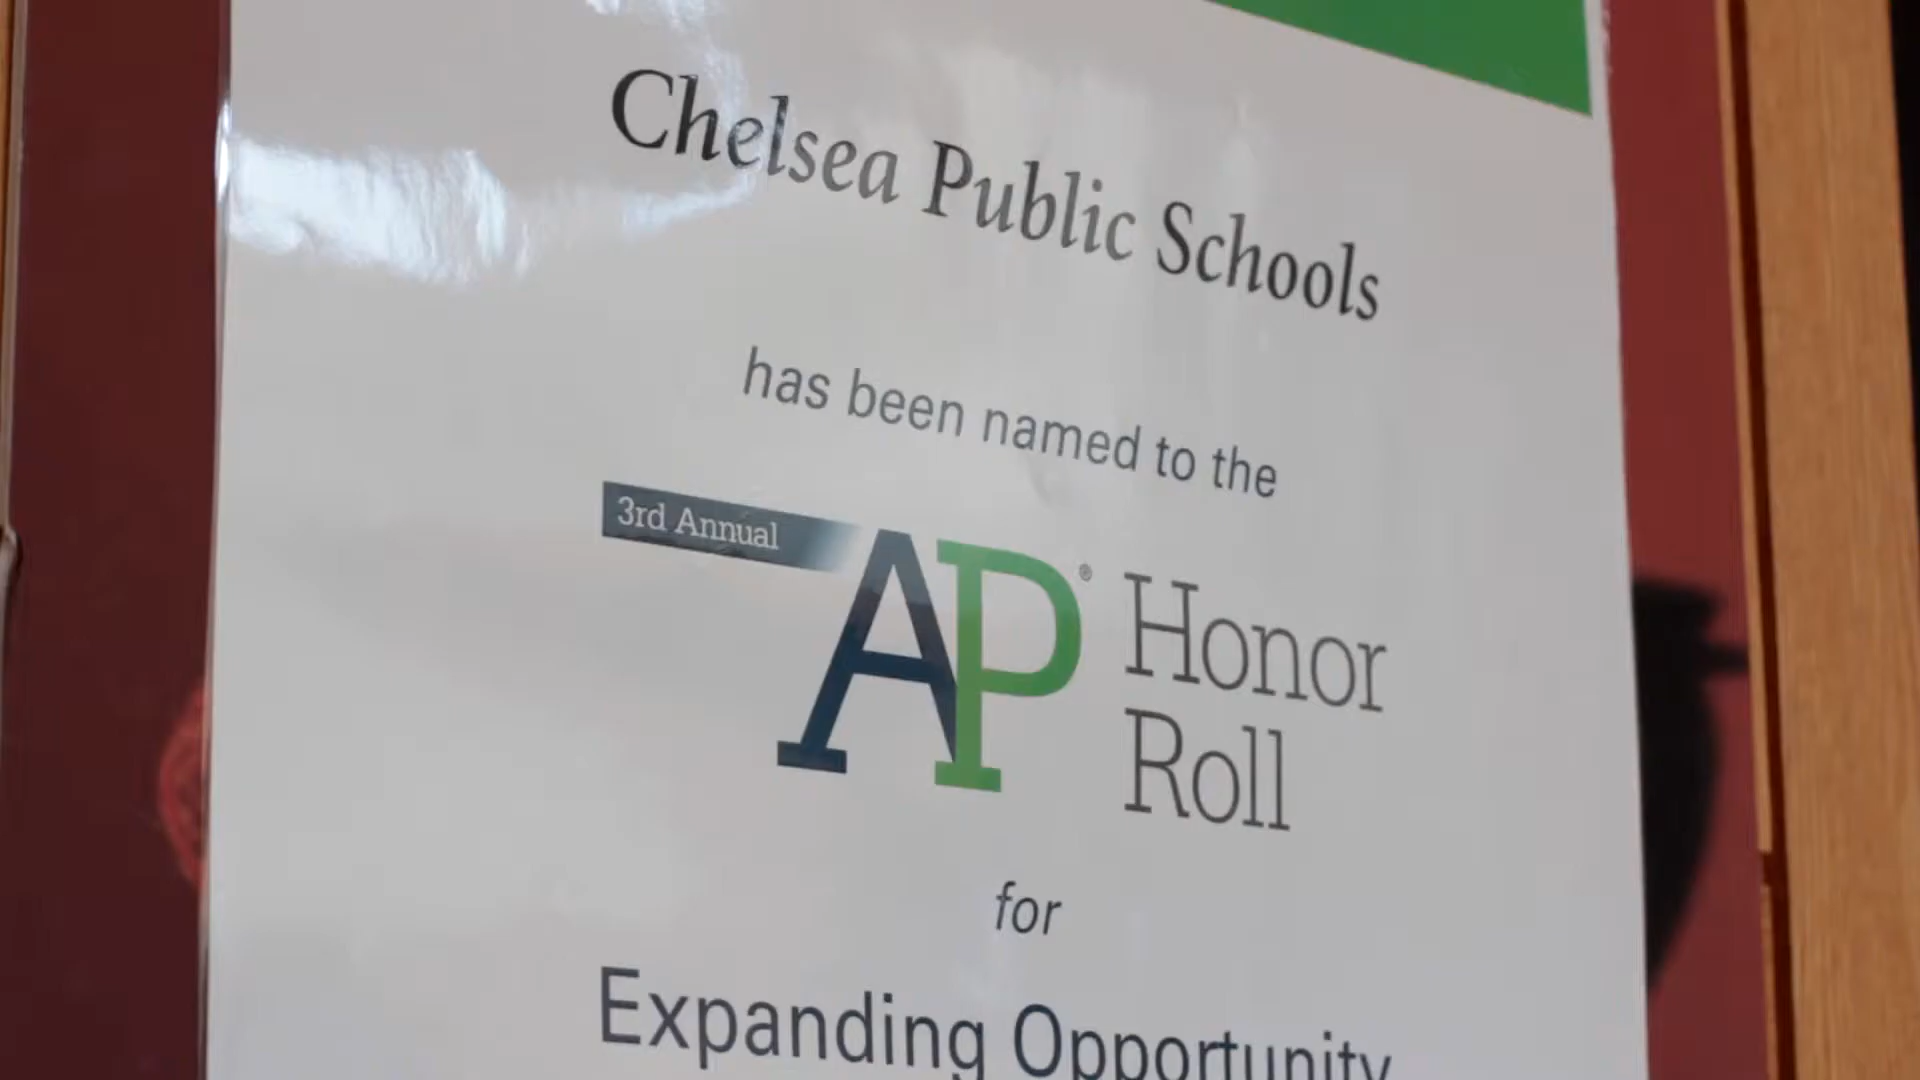 Chelsea Public Schools
has been named to the
3rd Annual
AP® Honor
Roll
for
Expanding Opportunity